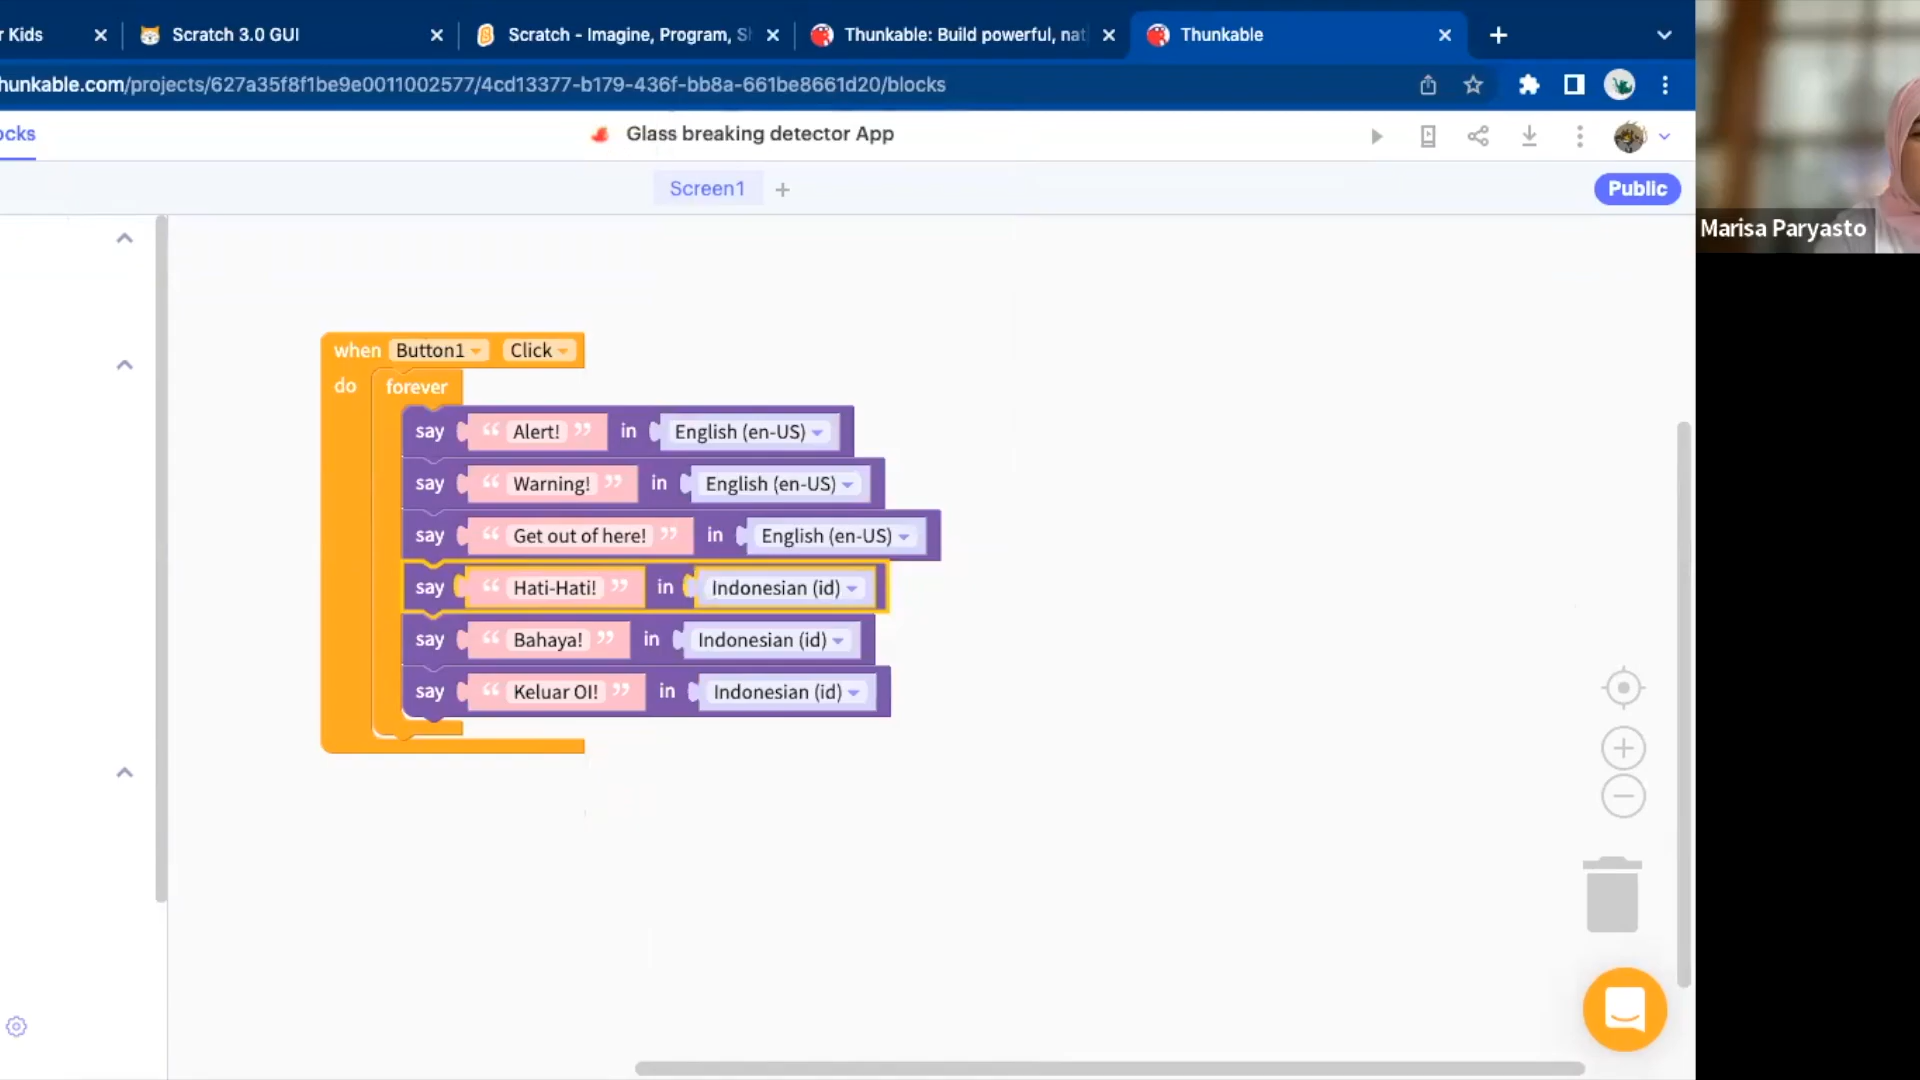 r Kids
Scratch 3.0 GUI
Scratch - Imagine, Program, Sh
Thunkable: Build powerful, nat
Thunkable
hunkable.com/projects/627a35f8f1be9e0011002577/4cd13377-b179-436f-bb8a-661be8661d20/blocks
ocks
Glass breaking detector App
Screen1
Public
Marisa Paryasto
when Button1 Click
do forever
say “ Alert! ” in English (en-US)
say “ Warning! ” in English (en-US)
say “ Get out of here! ” in English (en-US)
say “ Hati-Hati! ” in Indonesian (id)
say “ Bahaya! ” in Indonesian (id)
say “ Keluar OI! ” in Indonesian (id)